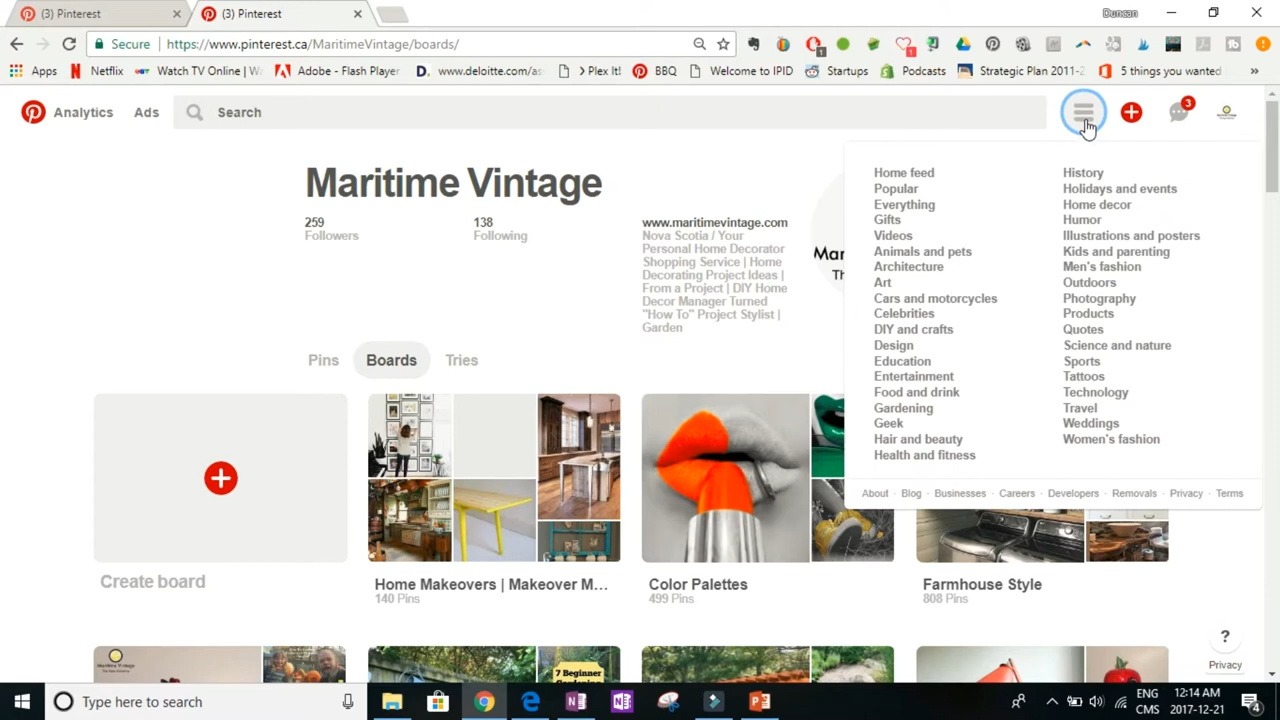 (3) Pinterest
(3) Pinterest
Duncan
Secure
https://www.pinterest.ca/MaritimeVintage/boards/
Apps
Netflix
Watch TV Online | Wa
Adobe - Flash Player
www.deloitte.com/as
Plex It!
BBQ
Welcome to IPID
Startups
Podcasts
Strategic Plan 2011-2
5 things you wanted
Analytics
Ads
Search
3
Maritime Vintage
259
Followers
138
Following
www.maritimevintage.com
Nova Scotia / Your
Personal Home Decorator
Shopping Service | Home
Decorating Project Ideas |
From a Project | DIY Home
Decor Manager Turned
"How To" Project Stylist |
Garden
Mar
Th
Home feed
Popular
Everything
Gifts
Videos
Animals and pets
Architecture
Art
Cars and motorcycles
Celebrities
DIY and crafts
Design
Education
Entertainment
Food and drink
Gardening
Geek
Hair and beauty
Health and fitness
History
Holidays and events
Home decor
Humor
Illustrations and posters
Kids and parenting
Men's fashion
Outdoors
Photography
Products
Quotes
Science and nature
Sports
Tattoos
Technology
Travel
Weddings
Women's fashion
About · Blog · Businesses · Careers · Developers · Removals · Privacy · Terms
Pins
Boards
Tries
Create board
Home Makeovers | Makeover M...
140 Pins
Color Palettes
499 Pins
Farmhouse Style
808 Pins
Maritime Vintage
7 Beginner
Gardening
?
Privacy
Type here to search
ENG
CMS
12:14 AM
2017-12-21
4